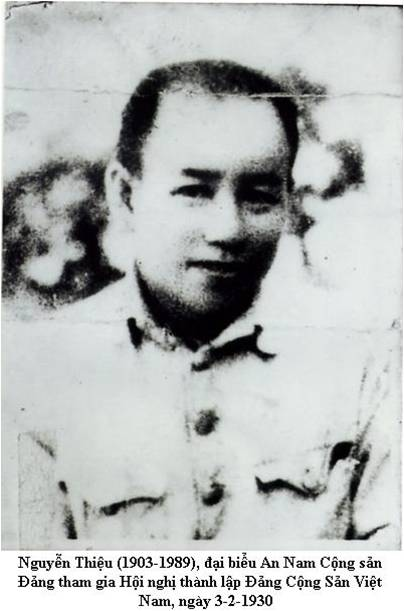 Nguyễn Thiệu (1903-1989), đại biểu An Nam Cộng sản
Đảng tham gia Hội nghị thành lập Đảng Cộng Sản Việt
Nam, ngày 3-2-1930